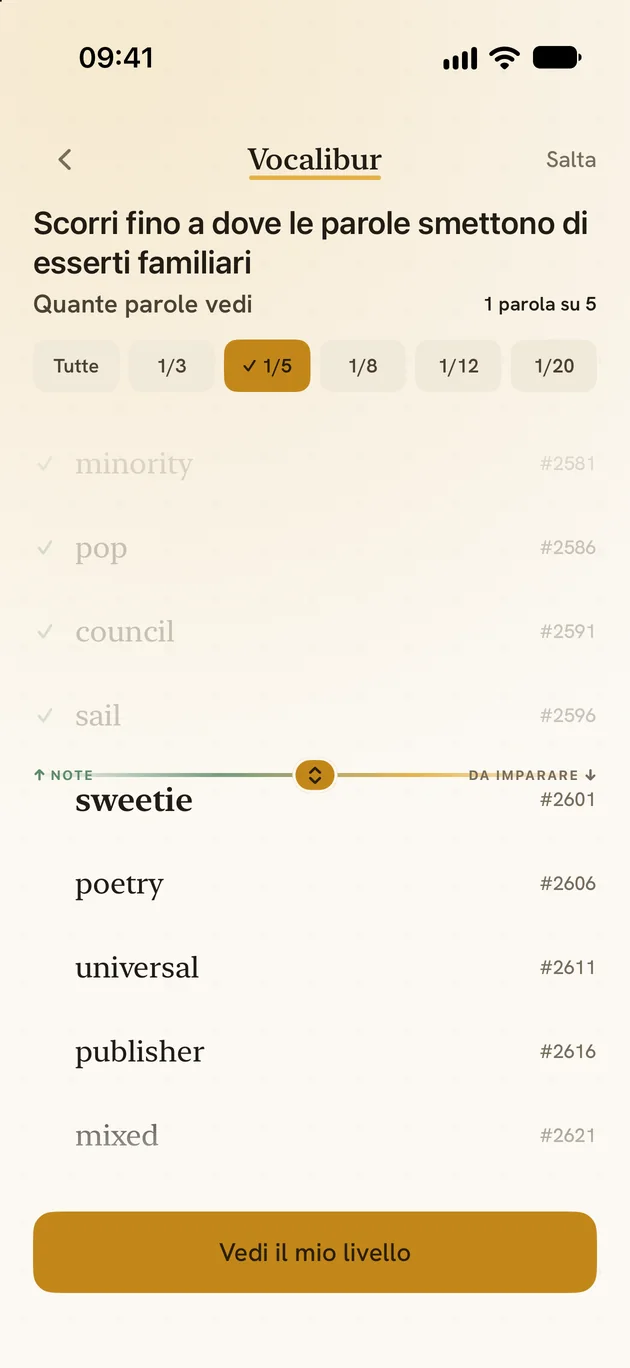 09:41
Vocalibur
Salta
Scorri fino a dove le parole smettono di
esserti familiari
Quante parole vedi 1 parola su 5
Tutte 1/3 ✓ 1/5 1/8 1/12 1/20
✓ minority #2581
✓ pop #2586
✓ council #2591
✓ sail #2596
↑ NOTE DA IMPARARE ↓
sweetie #2601
poetry #2606
universal #2611
publisher #2616
mixed #2621
Vedi il mio livello